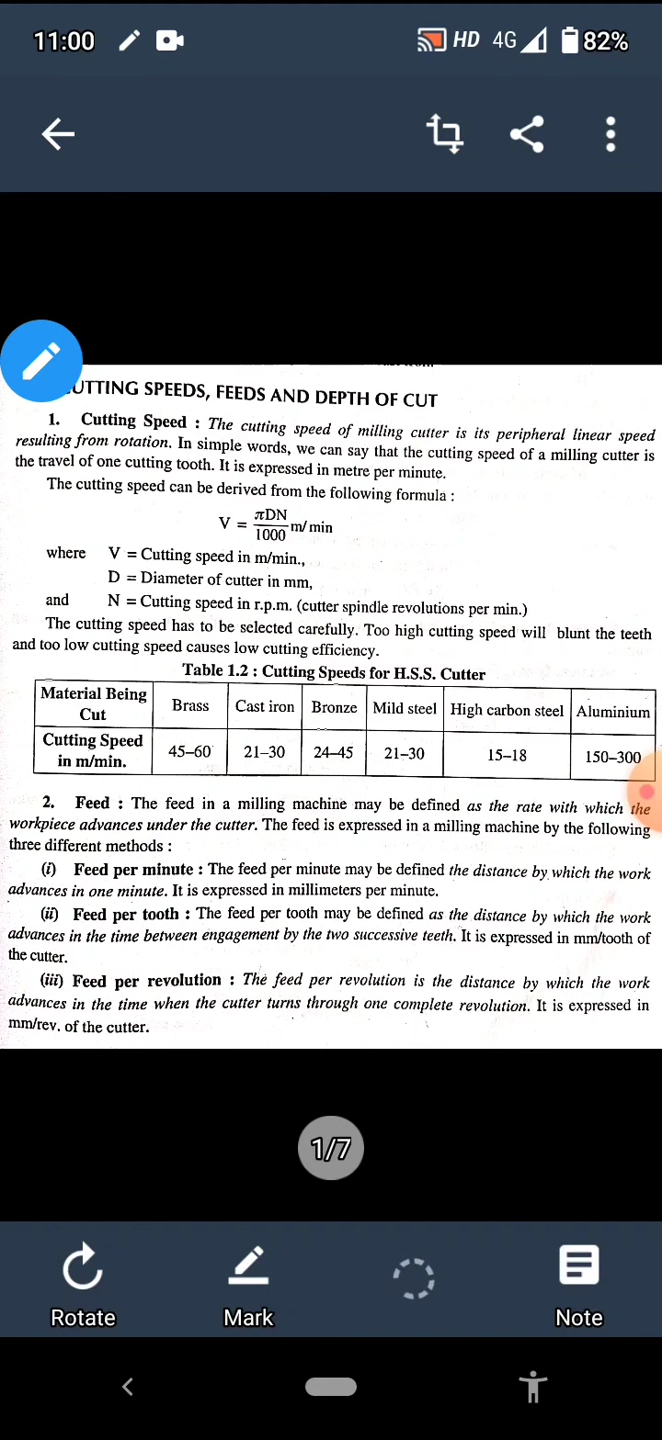 11:00
HD 4G 82%
CUTTING SPEEDS, FEEDS AND DEPTH OF CUT
1. Cutting Speed : The cutting speed of milling cutter is its peripheral linear speed
resulting from rotation. In simple words, we can say that the cutting speed of a milling cutter is
the travel of one cutting tooth. It is expressed in metre per minute.
The cutting speed can be derived from the following formula :
V = πDN/1000 m/min
where V = Cutting speed in m/min.,
D = Diameter of cutter in mm,
and N = Cutting speed in r.p.m. (cutter spindle revolutions per min.)
The cutting speed has to be selected carefully. Too high cutting speed will blunt the teeth
and too low cutting speed causes low cutting efficiency.
Table 1.2 : Cutting Speeds for H.S.S. Cutter
Material Being Cut Brass Cast iron Bronze Mild steel High carbon steel Aluminium
Cutting Speed in m/min. 45–60 21–30 24–45 21–30 15–18 150–300
2. Feed : The feed in a milling machine may be defined as the rate with which the
workpiece advances under the cutter. The feed is expressed in a milling machine by the following
three different methods :
(i) Feed per minute : The feed per minute may be defined the distance by which the work
advances in one minute. It is expressed in millimeters per minute.
(ii) Feed per tooth : The feed per tooth may be defined as the distance by which the work
advances in the time between engagement by the two successive teeth. It is expressed in mm/tooth of
the cutter.
(iii) Feed per revolution : The feed per revolution is the distance by which the work
advances in the time when the cutter turns through one complete revolution. It is expressed in
mm/rev. of the cutter.
1/7
Rotate Mark Note